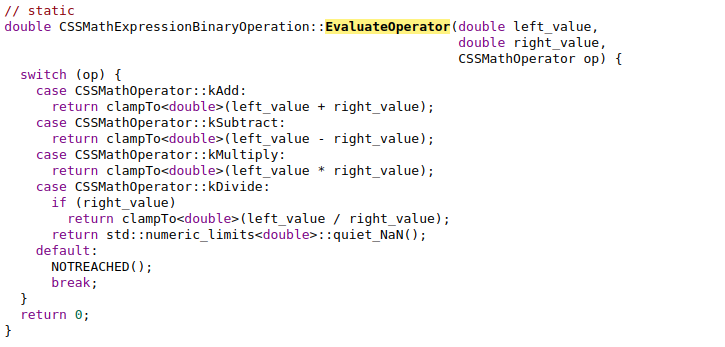 // static
double CSSMathExpressionBinaryOperation::EvaluateOperator(double left_value,
                                                          double right_value,
                                                          CSSMathOperator op) {
  switch (op) {
    case CSSMathOperator::kAdd:
      return clampTo<double>(left_value + right_value);
    case CSSMathOperator::kSubtract:
      return clampTo<double>(left_value - right_value);
    case CSSMathOperator::kMultiply:
      return clampTo<double>(left_value * right_value);
    case CSSMathOperator::kDivide:
      if (right_value)
        return clampTo<double>(left_value / right_value);
      return std::numeric_limits<double>::quiet_NaN();
    default:
      NOTREACHED();
      break;
  }
  return 0;
}